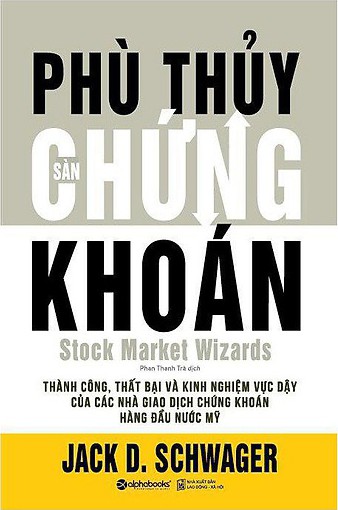 PHÙ THỦY
SÀN CHỨNG
KHOÁN
Stock Market Wizards
Phan Thanh Trà dịch
THÀNH CÔNG, THẤT BẠI VÀ KINH NGHIỆM VỰC DẬY
CỦA CÁC NHÀ GIAO DỊCH CHỨNG KHOÁN
HÀNG ĐẦU NƯỚC MỸ
JACK D. SCHWAGER
alphabooks
NHÀ XUẤT BẢN
LAO ĐỘNG - XÃ HỘI